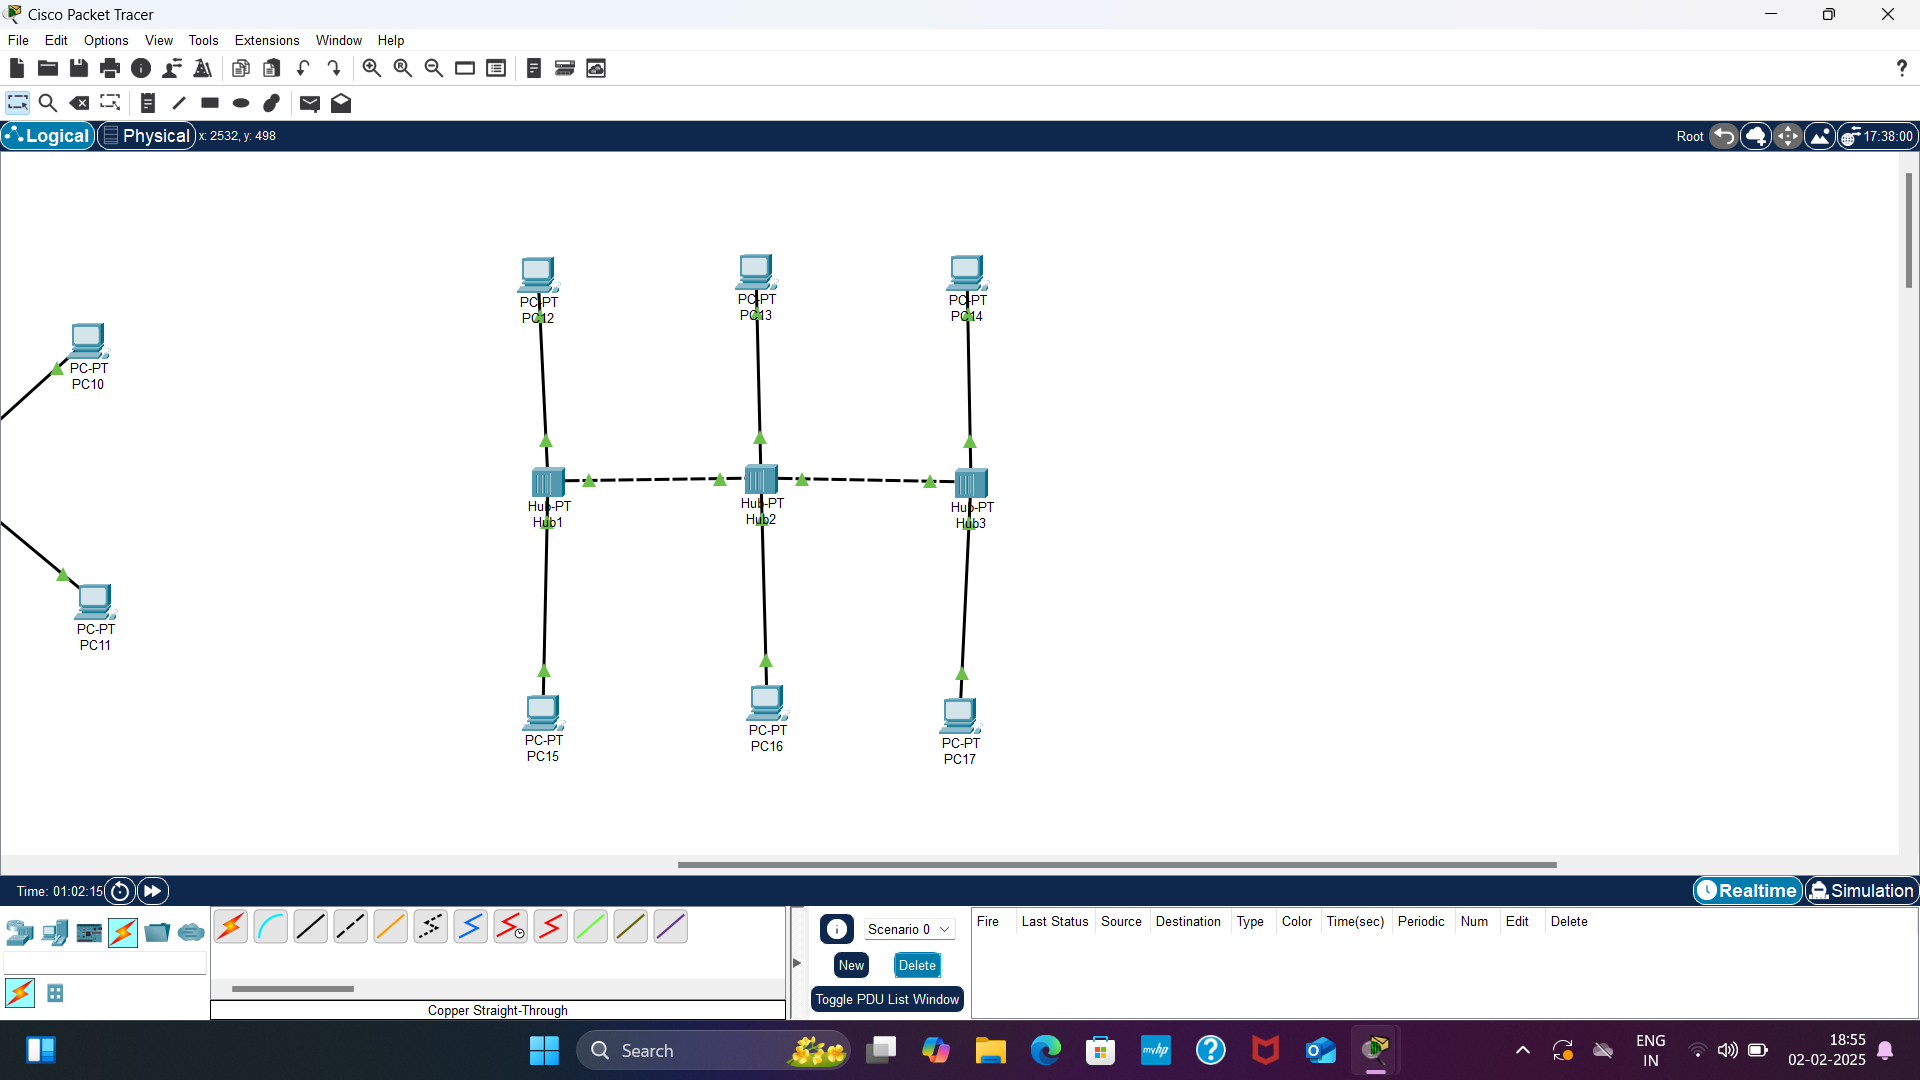 Cisco Packet Tracer
File Edit Options View Tools Extensions Window Help
?
Logical Physical x: 2532, y: 498 Root 17:38:00
PC-PT
PC12
PC-PT
PC13
PC-PT
PC14
PC-PT
PC10
Hub-PT
Hub1
Hub-PT
Hub2
Hub-PT
Hub3
PC-PT
PC11
PC-PT
PC15
PC-PT
PC16
PC-PT
PC17
Time: 01:02:15 Realtime Simulation
Scenario 0
New Delete
Toggle PDU List Window
Fire Last Status Source Destination Type Color Time(sec) Periodic Num Edit Delete
Copper Straight-Through
Search
myhp
ENG
IN
18:55
02-02-2025